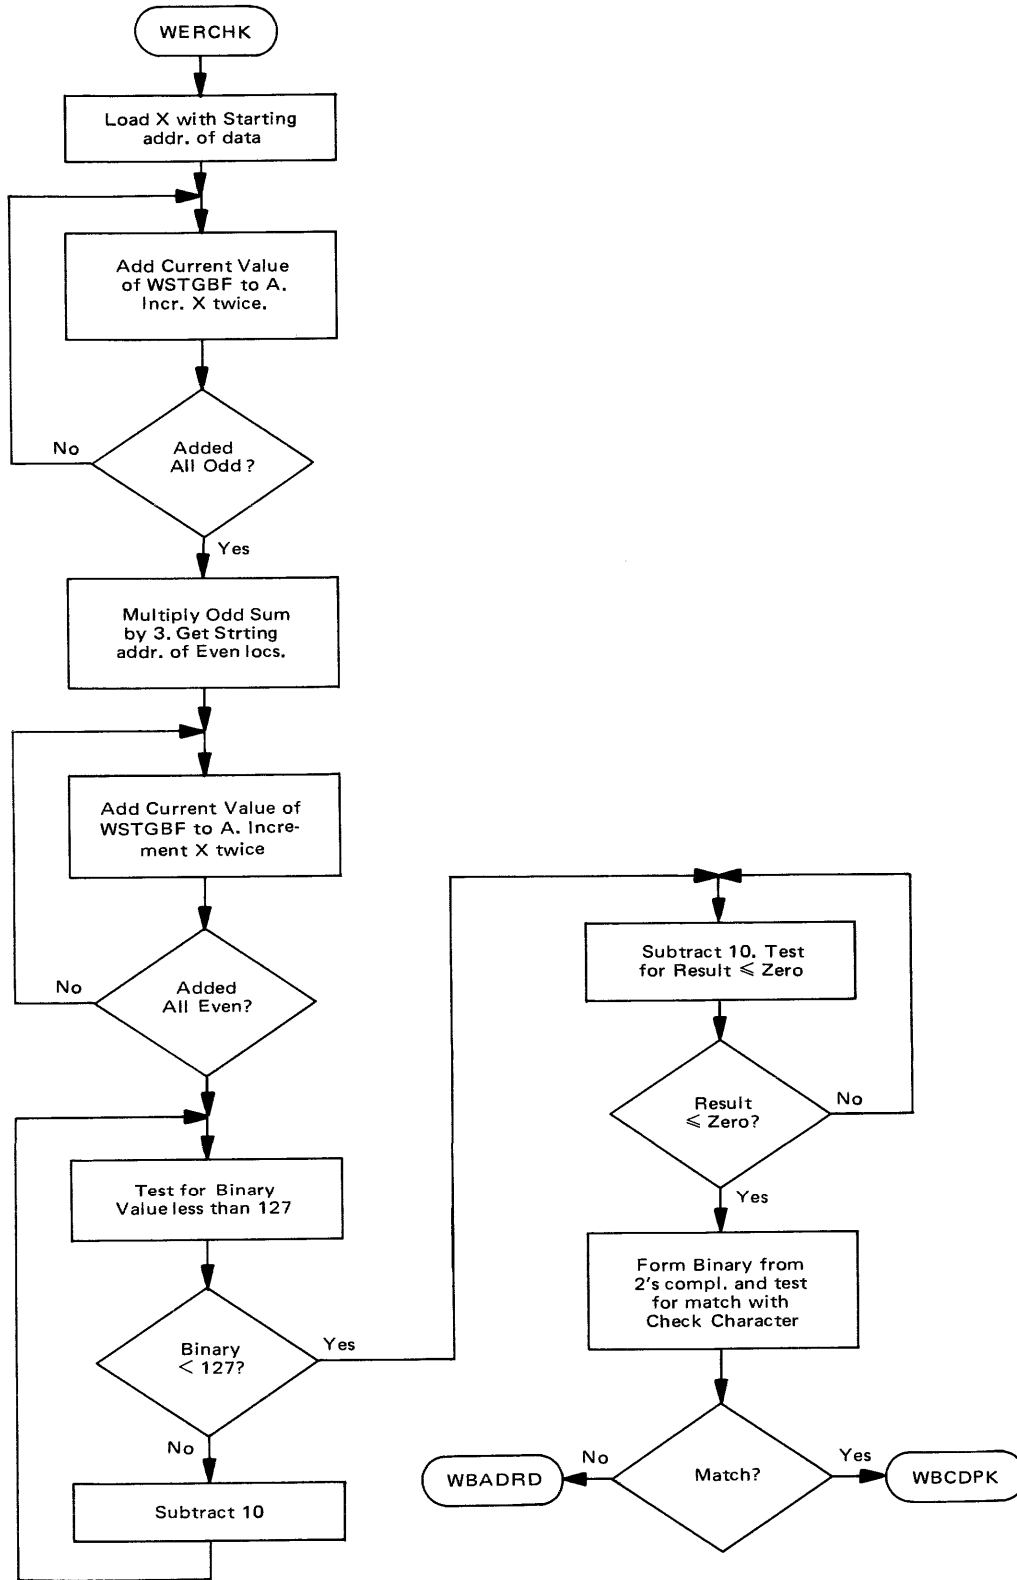 WERCHK
Load X with Starting
addr. of data
Add Current Value
of WSTGBF to A.
Incr. X twice.
Added
All Odd?
No
Yes
Multiply Odd Sum
by 3. Get Strting
addr. of Even locs.
Add Current Value of
WSTGBF to A. Incre-
ment X twice
Added
All Even?
No
Test for Binary
Value less than 127
Binary
< 127?
Yes
No
Subtract 10
Subtract 10. Test
for Result ⩽ Zero
Result
⩽ Zero?
No
Yes
Form Binary from
2's compl. and test
for match with
Check Character
Match?
No
Yes
WBADRD
WBCDPK